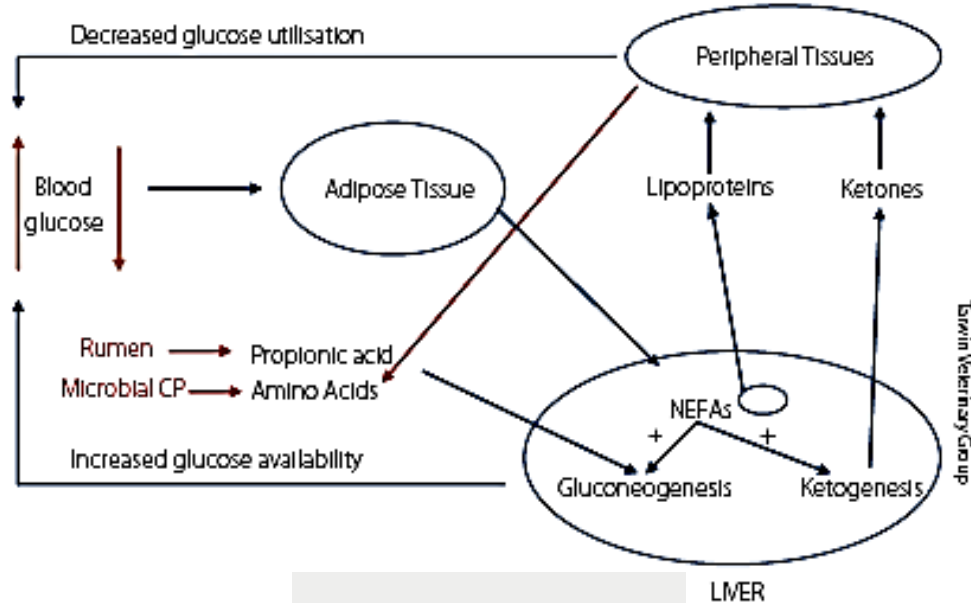 Decreased glucose utilisation
Peripheral Tissues
Blood
glucose
Adipose Tissue
Lipoproteins
Ketones
Rumen
Propionic acid
Microbial CP
Amino Acids
NEFAs
+
+
Increased glucose availability
Gluconeogenesis
Ketogenesis
LIVER
Tarwin Veterinary Group